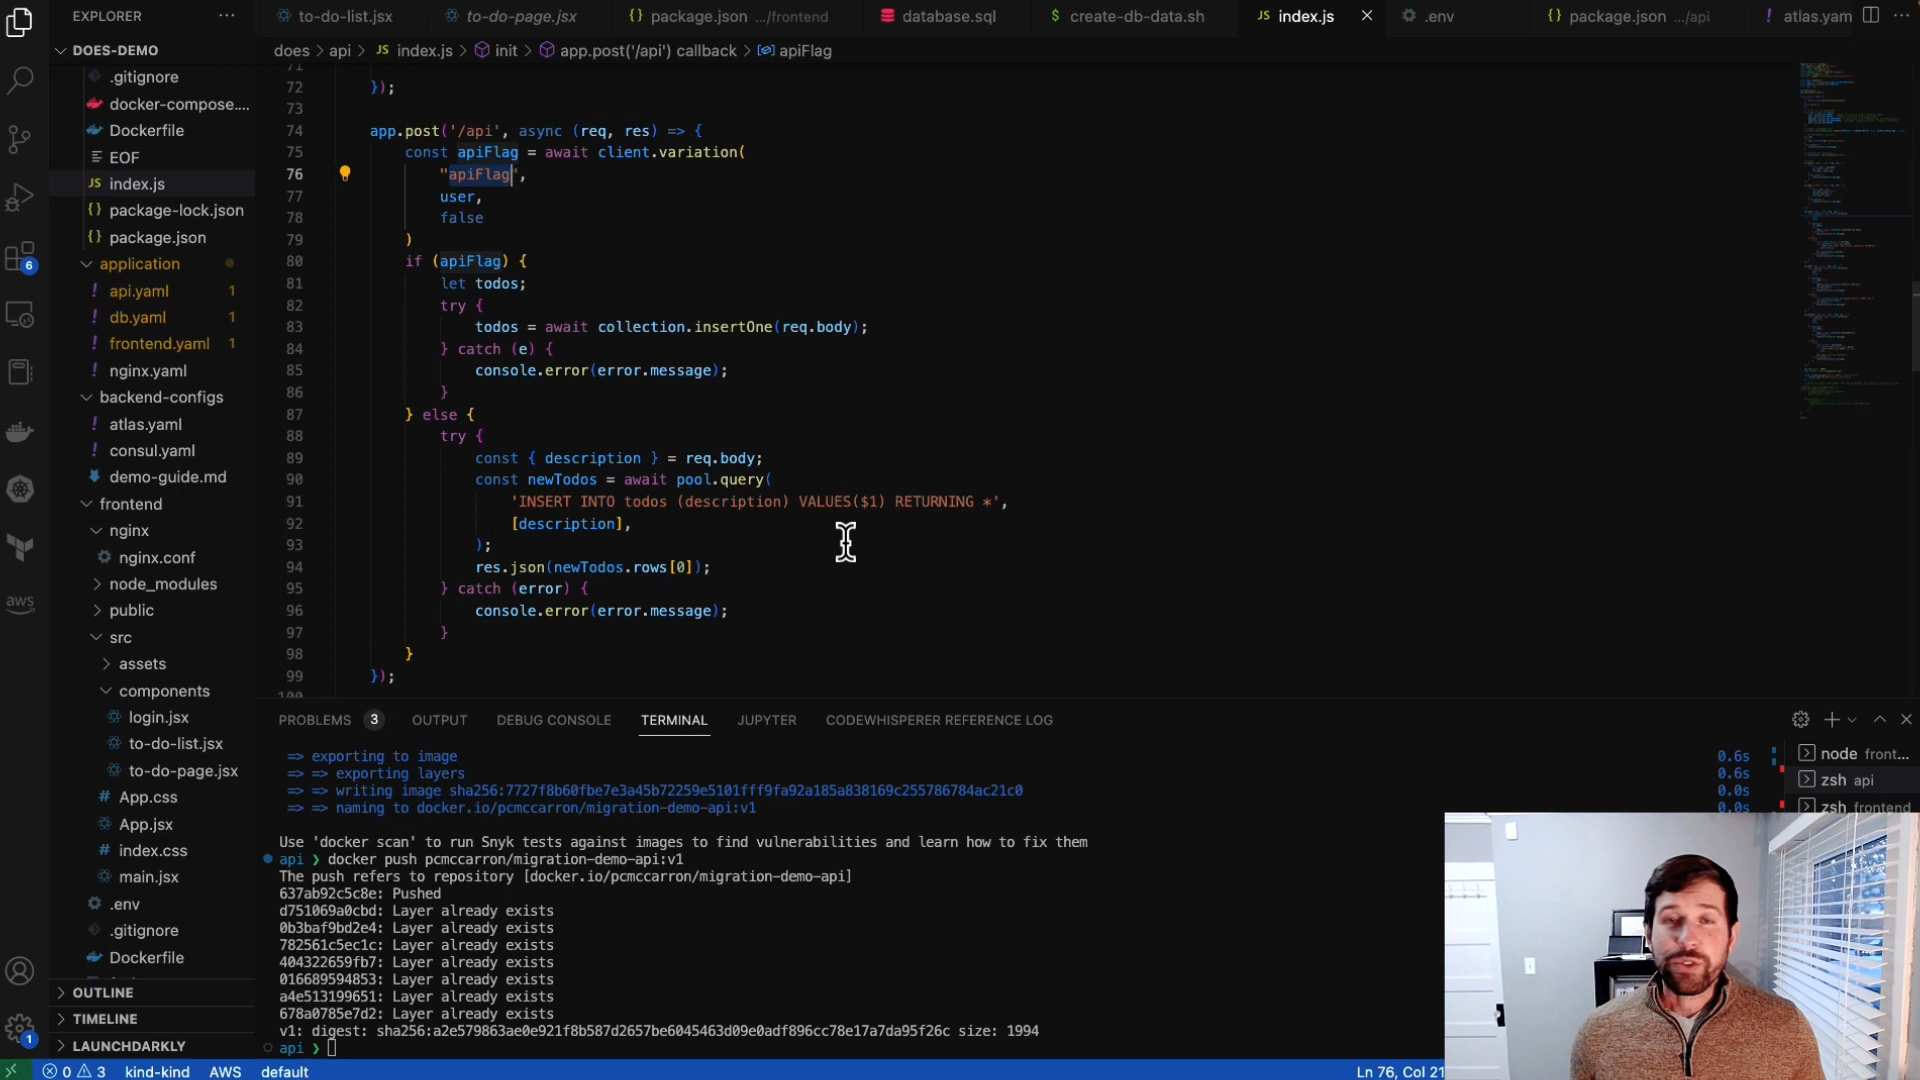 EXPLORER
···
to-do-list.jsx
to-do-page.jsx
{} package.json .../frontend
database.sql
$ create-db-data.sh
JS index.js
.env
{} package.json .../api
! atlas.yam
···
DOES-DEMO
does > api > JS index.js > init > app.post('/api') callback > apiFlag
.gitignore
docker-compose....
Dockerfile
EOF
JS index.js
{} package-lock.json
{} package.json
application
! api.yaml 1
! db.yaml 1
! frontend.yaml 1
! nginx.yaml
backend-configs
! atlas.yaml
! consul.yaml
demo-guide.md
frontend
nginx
nginx.conf
node_modules
public
src
assets
components
login.jsx
to-do-list.jsx
to-do-page.jsx
# App.css
App.jsx
# index.css
main.jsx
.env
.gitignore
Dockerfile
OUTLINE
TIMELINE
LAUNCHDARKLY
6
aws
1
71
72 });
73
74 app.post('/api', async (req, res) => {
75 const apiFlag = await client.variation(
76 "apiFlag",
77 user,
78 false
79 )
80 if (apiFlag) {
81 let todos;
82 try {
83 todos = await collection.insertOne(req.body);
84 } catch (e) {
85 console.error(error.message);
86 }
87 } else {
88 try {
89 const { description } = req.body;
90 const newTodos = await pool.query(
91 'INSERT INTO todos (description) VALUES($1) RETURNING *',
92 [description],
93 );
94 res.json(newTodos.rows[0]);
95 } catch (error) {
96 console.error(error.message);
97 }
98 }
99 });
100
PROBLEMS 3 OUTPUT DEBUG CONSOLE TERMINAL JUPYTER CODEWHISPERER REFERENCE LOG
=> exporting to image 0.6s
=> => exporting layers 0.6s
=> => writing image sha256:7727f8b60fbe7e3a45b72259e5101fff9fa92a185a838169c255786784ac21c0 0.0s
=> => naming to docker.io/pcmccarron/migration-demo-api:v1 0.0s
Use 'docker scan' to run Snyk tests against images to find vulnerabilities and learn how to fix them
api ❯ docker push pcmccarron/migration-demo-api:v1
The push refers to repository [docker.io/pcmccarron/migration-demo-api]
637ab92c5c8e: Pushed
d751069a0cbd: Layer already exists
0b3baf9bd2e4: Layer already exists
782561c5ec1c: Layer already exists
404322659fb7: Layer already exists
016689594853: Layer already exists
a4e513199651: Layer already exists
678a0785e7d2: Layer already exists
v1: digest: sha256:a2e579863ae0e921f8b587d2657be6045463d09e0adf896cc78e17a7da95f26c size: 1994
api ❯
node front...
zsh api
zsh frontend
0 3 kind-kind AWS default
Ln 76, Col 21